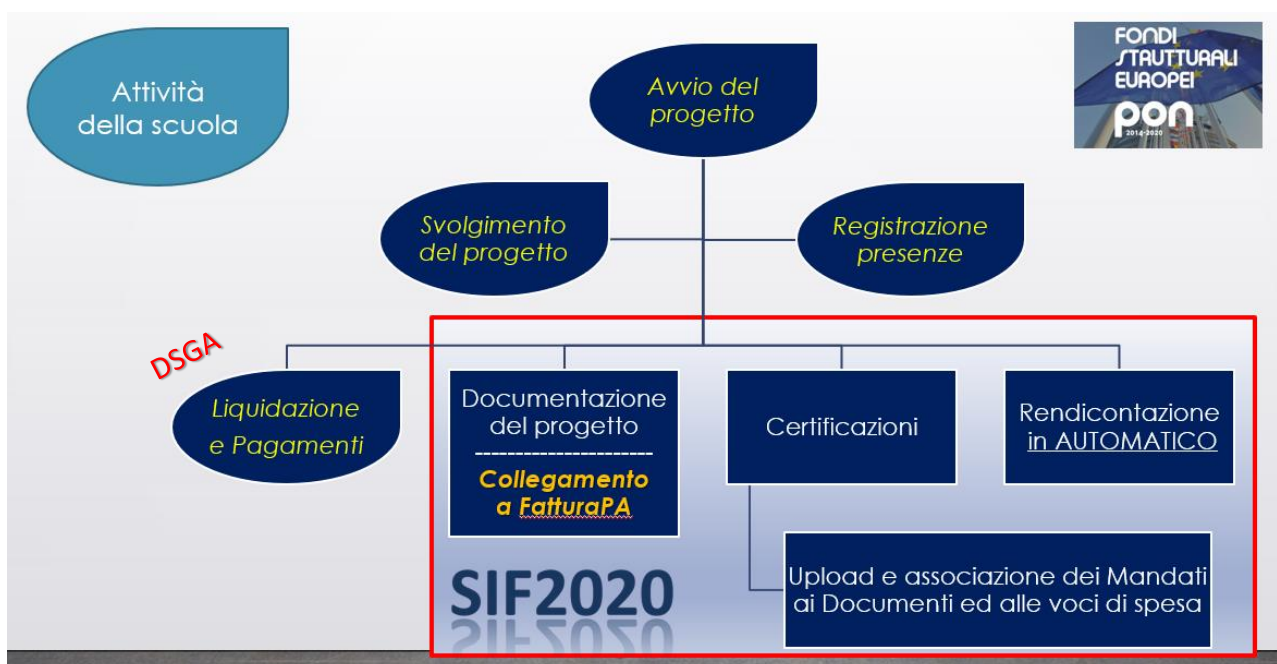 Attività
della scuola
Avvio del
progetto
FONDI
STRUTTURALI
EUROPEI
pon
2014-2020
Svolgimento
del progetto
Registrazione
presenze
DSGA
Liquidazione
e Pagamenti
Documentazione
del progetto
----------------------
Collegamento
a FatturaPA
Certificazioni
Rendicontazione
in AUTOMATICO
Upload e associazione dei Mandati
ai Documenti ed alle voci di spesa
SIF2020